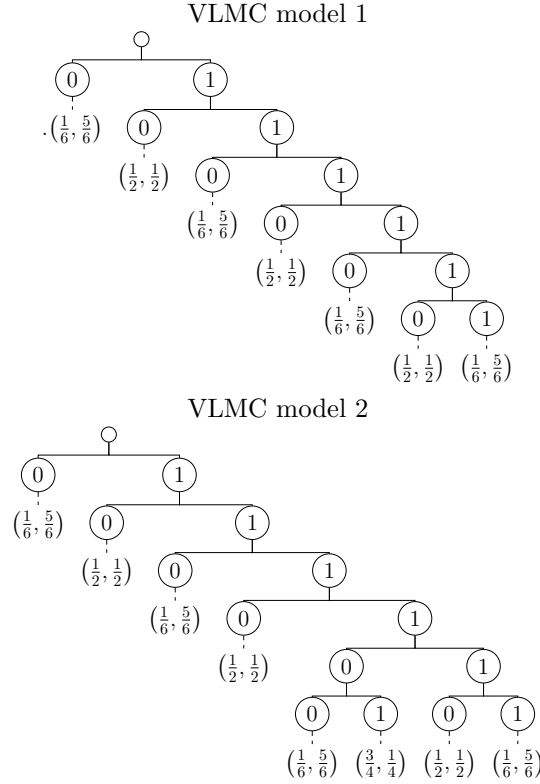 VLMC model 1
0 1
.(1/6, 5/6) 0 1
(1/2, 1/2) 0 1
(1/6, 5/6) 0 1
(1/2, 1/2) 0 1
(1/6, 5/6) 0 1
(1/2, 1/2) (1/6, 5/6)
VLMC model 2
0 1
(1/6, 5/6) 0 1
(1/2, 1/2) 0 1
(1/6, 5/6) 0 1
(1/2, 1/2) 0 1
0 1 0 1
(1/6, 5/6) (3/4, 1/4) (1/2, 1/2) (1/6, 5/6)